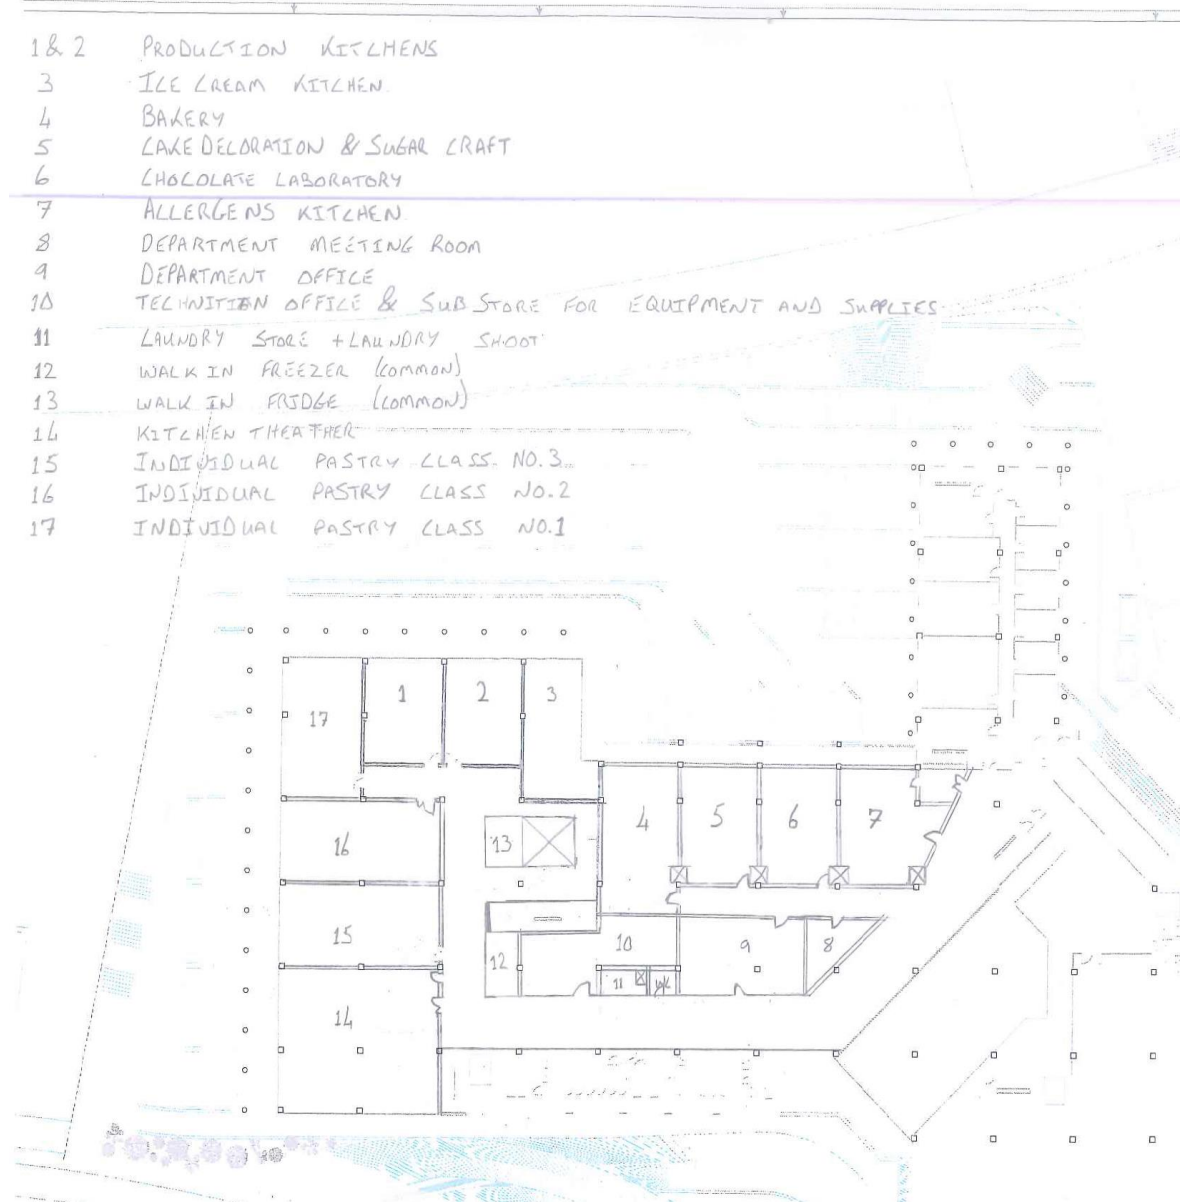 1 & 2 PRODUCTION KITCHENS
3 ICE CREAM KITCHEN.
4 BAKERY
5 CAKE DECORATION & SUGAR CRAFT
6 CHOCOLATE LABORATORY
7 ALLERGENS KITCHEN.
8 DEPARTMENT MEETING ROOM
9 DEPARTMENT OFFICE
10 TECHNITIAN OFFICE & SUB STORE FOR EQUIPMENT AND SUPPLIES
11 LAUNDRY STORE + LAUNDRY SHOOT
12 WALK IN FREEZER (COMMON)
13 WALK IN FRIDGE (COMMON)
14 KITCHEN THEATHER
15 INDIVIDUAL PASTRY CLASS NO.3
16 INDIVIDUAL PASTRY CLASS NO.2
17 INDIVIDUAL PASTRY CLASS NO.1
17 1 2 3
16 13 4 5 6 7
15 12 10 9 8
14 11